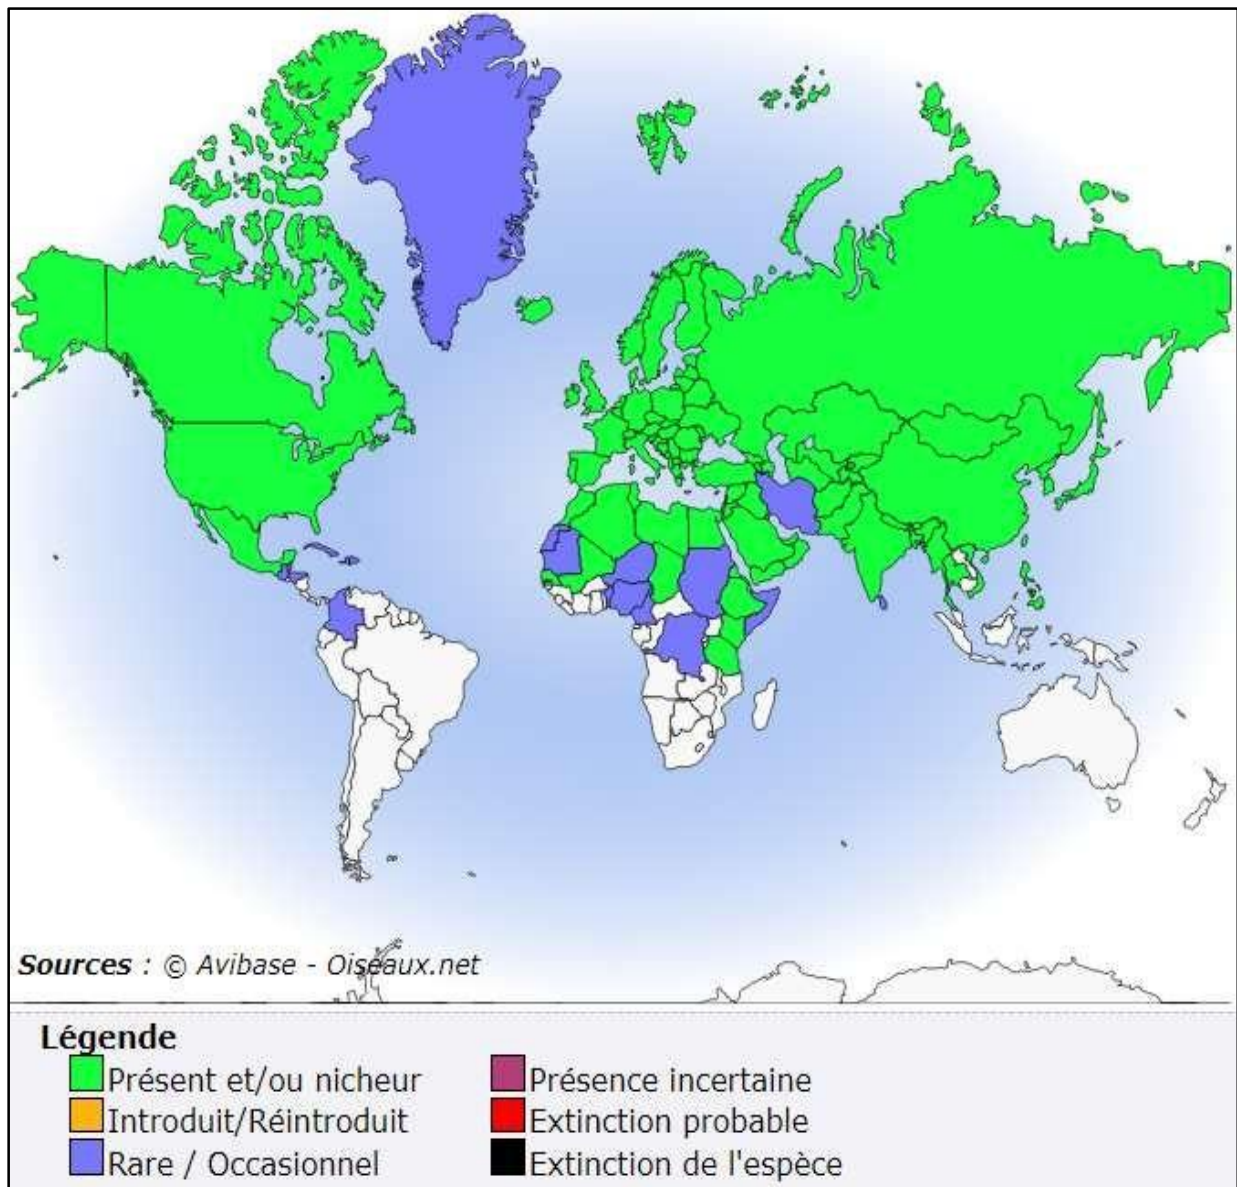 Sources : © Avibase - Oiseaux.net
Légende
Présent et/ou nicheur
Introduit/Réintroduit
Rare / Occasionnel
Présence incertaine
Extinction probable
Extinction de l'espèce